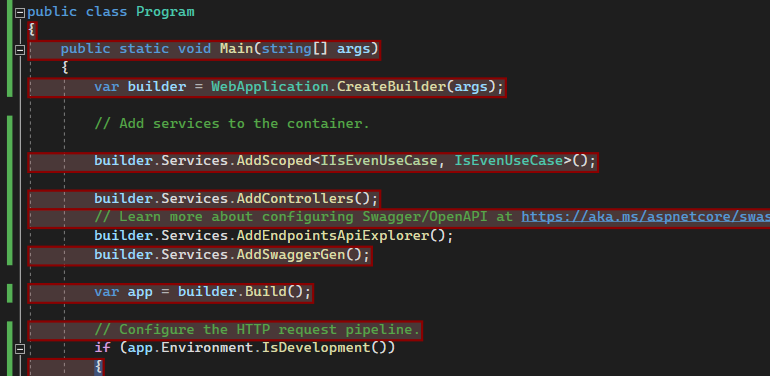 public class Program
{
public static void Main(string[] args)
{
var builder = WebApplication.CreateBuilder(args);
// Add services to the container.
builder.Services.AddScoped<IIsEvenUseCase, IsEvenUseCase>();
builder.Services.AddControllers();
// Learn more about configuring Swagger/OpenAPI at https://aka.ms/aspnetcore/swas
builder.Services.AddEndpointsApiExplorer();
builder.Services.AddSwaggerGen();
var app = builder.Build();
// Configure the HTTP request pipeline.
if (app.Environment.IsDevelopment())
{